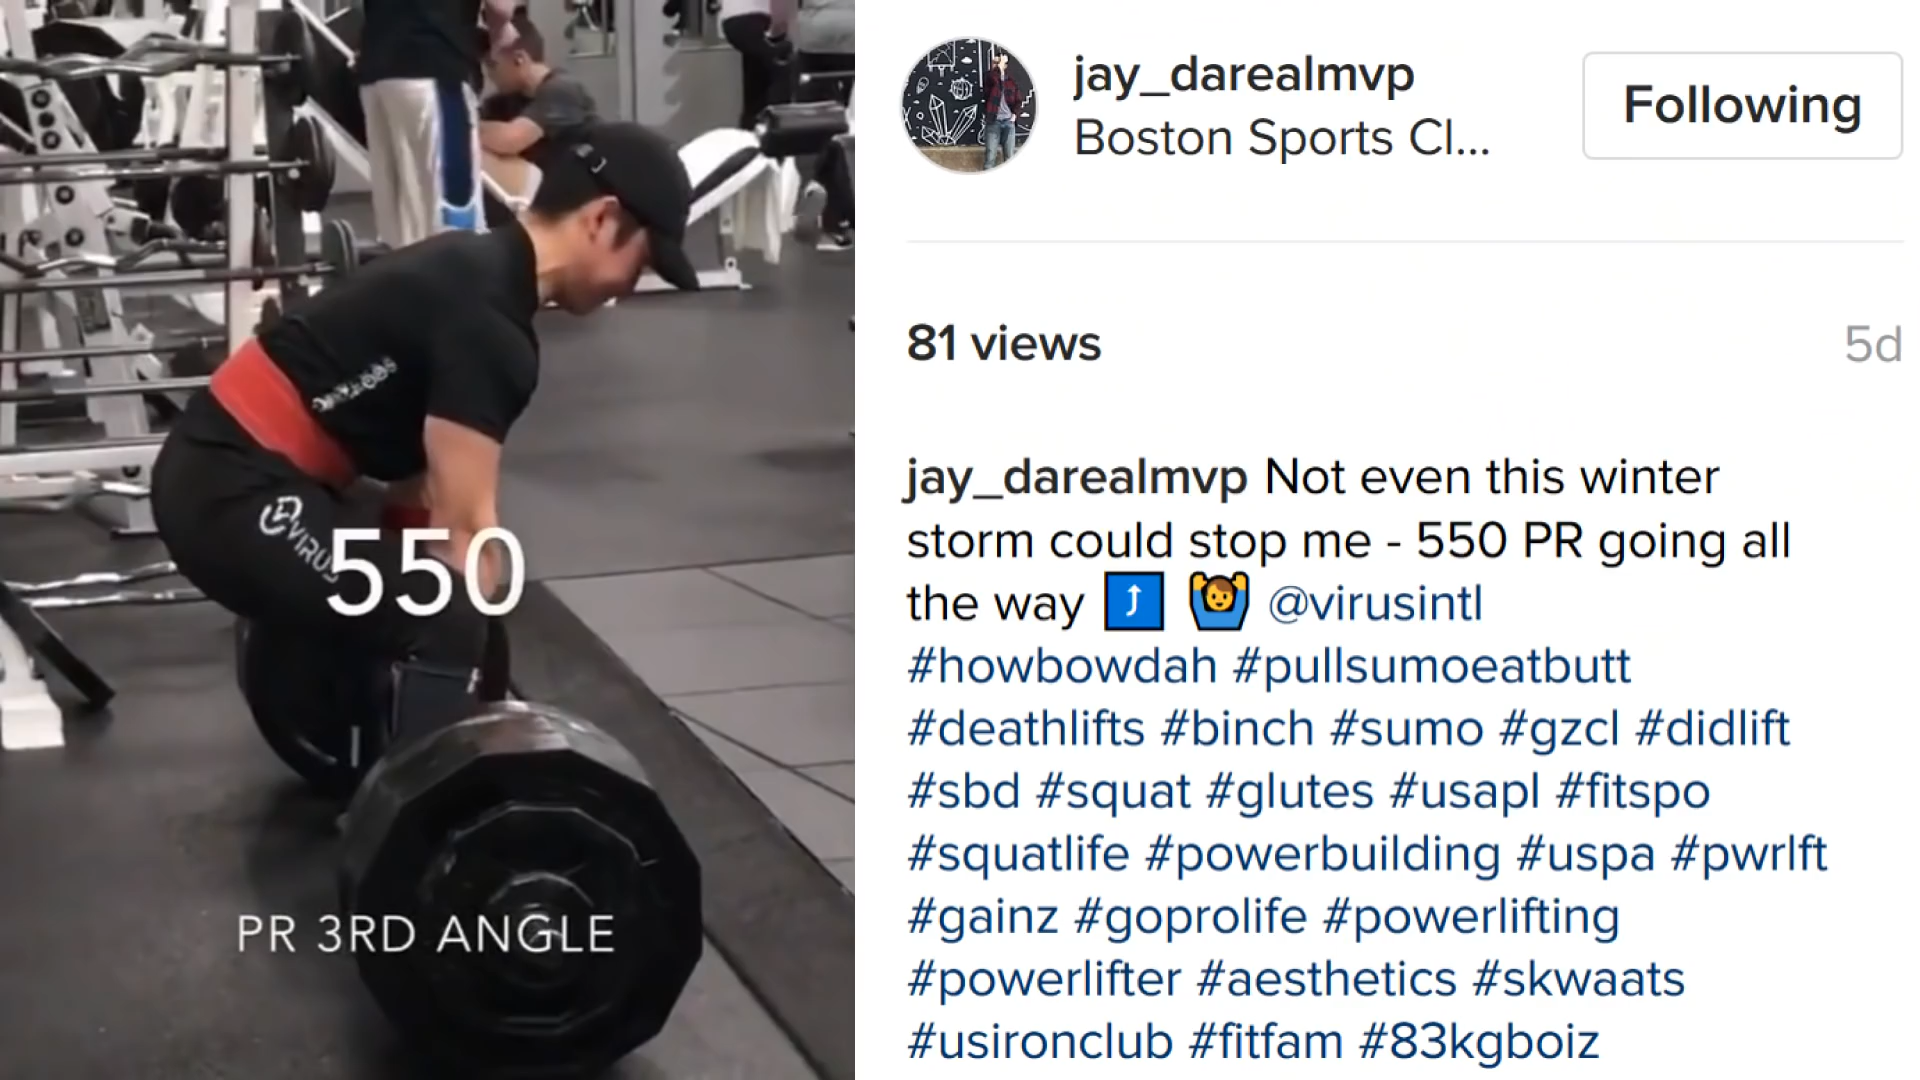 jay_darealmvp
Boston Sports Cl...
Following
81 views
5d
jay_darealmvp Not even this winter
storm could stop me - 550 PR going all
the way ⤴️ 🙆 @virusintl
#howbowdah #pullsumoeatbutt
#deathlifts #binch #sumo #gzcl #didlift
#sbd #squat #glutes #usapl #fitspo
#squatlife #powerbuilding #uspa #pwrlft
#gainz #goprolife #powerlifting
#powerlifter #aesthetics #skwaats
#usironclub #fitfam #83kgboiz
VIRUS
550
PR 3RD ANGLE